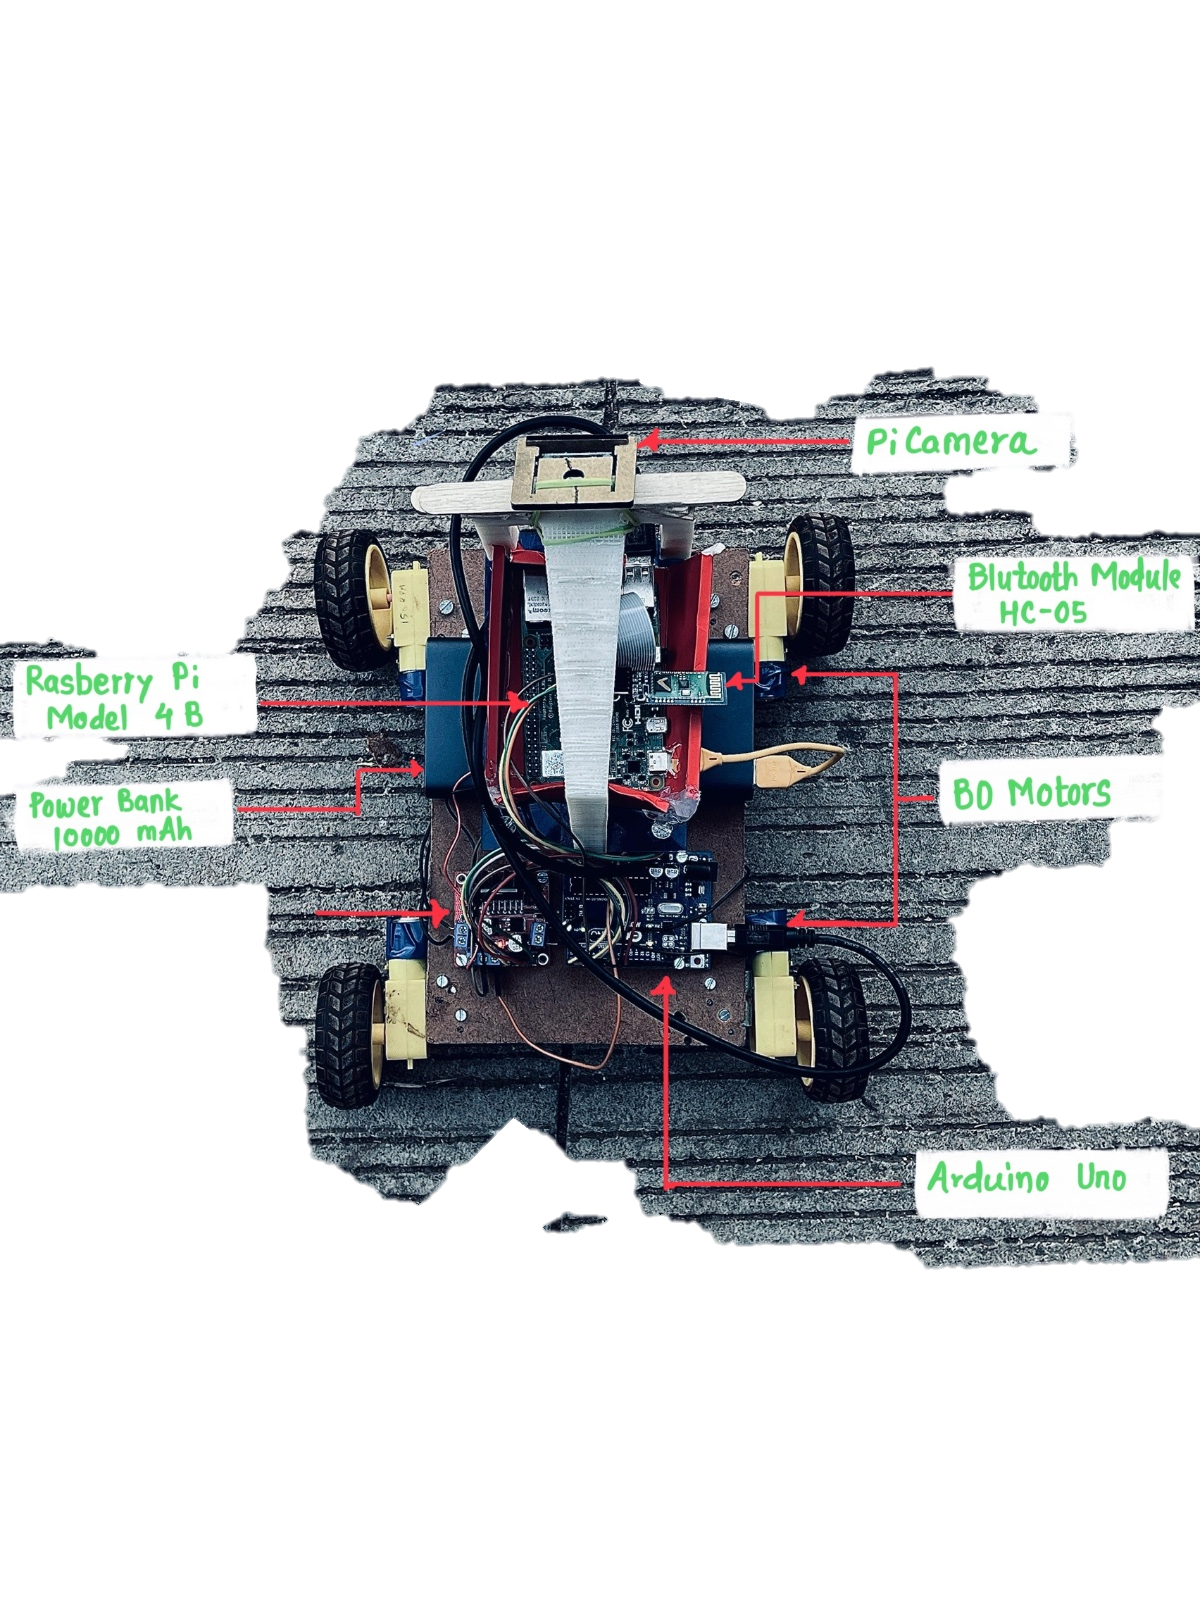 Pi Camera
Blutooth Module
HC-05
Rasberry Pi
Model 4 B
Power Bank
10000 mAh
BO Motors
Arduino Uno